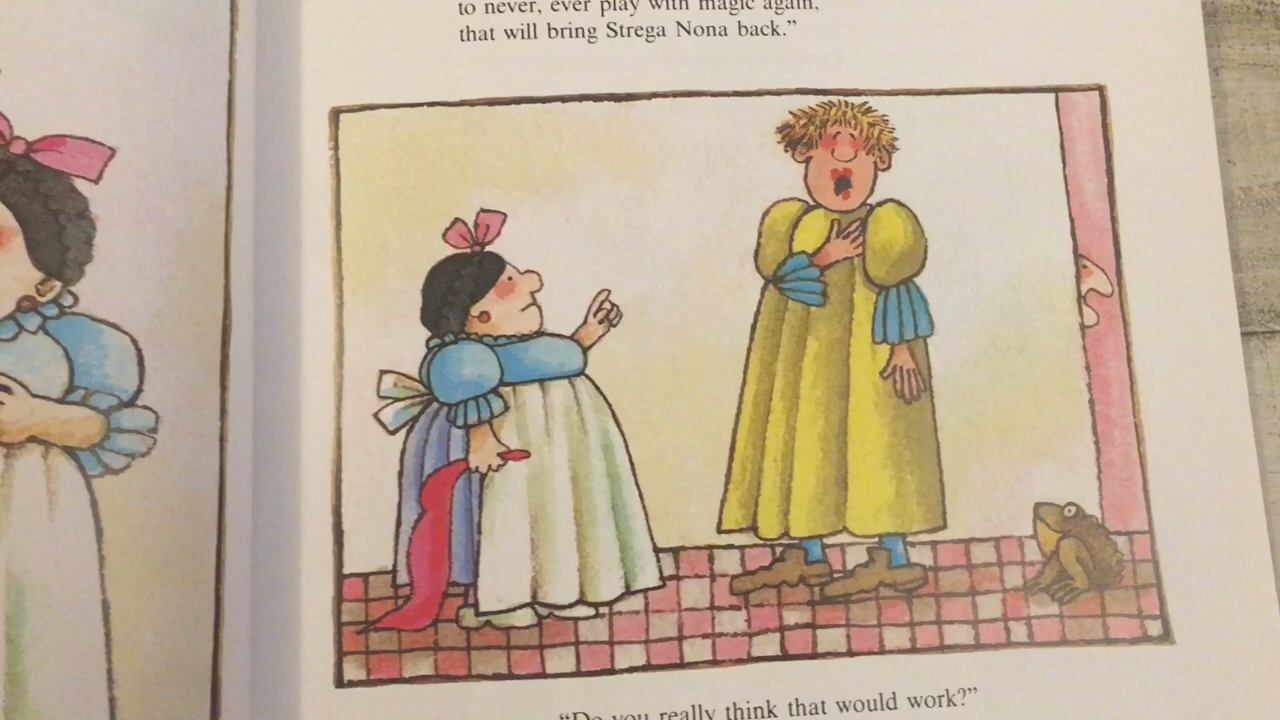 to never, ever play with magic again,
that will bring Strega Nona back.”
“Do you really think that would work?”